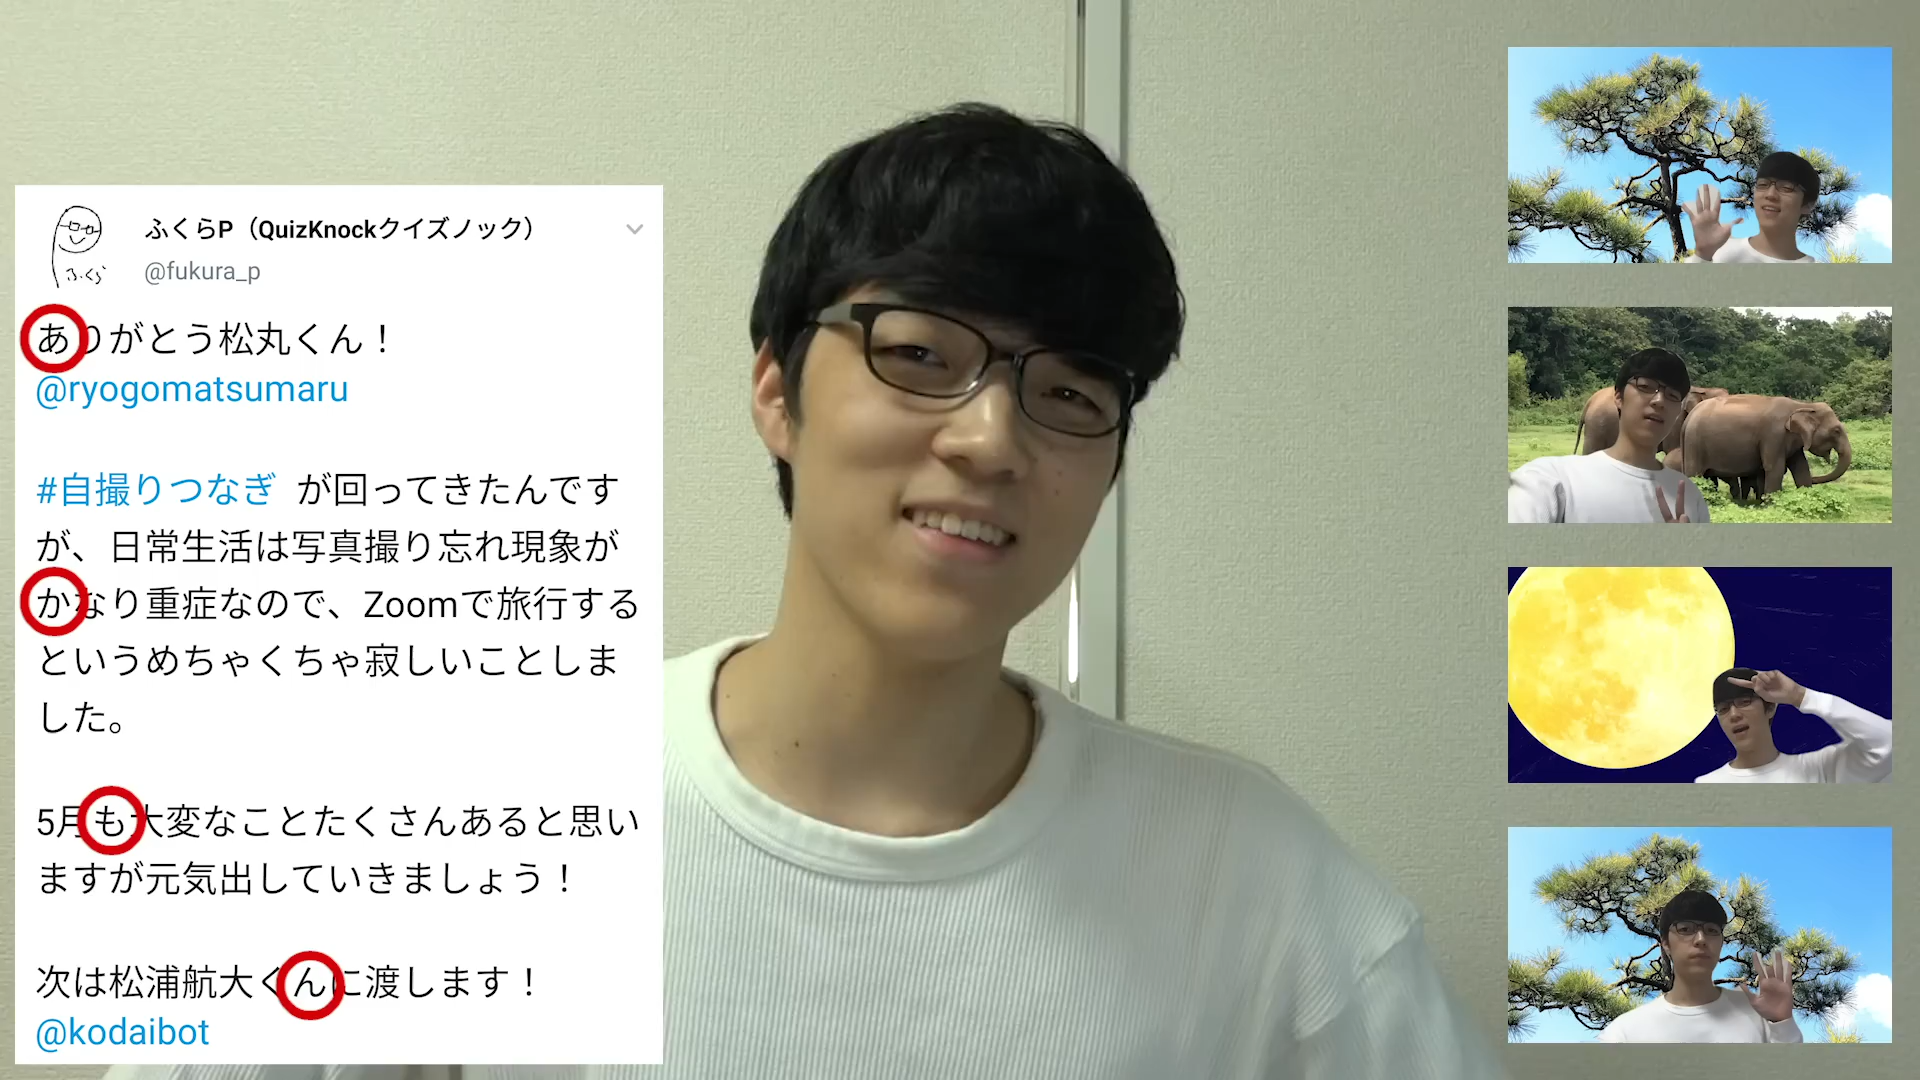 ふくらP（QuizKnockクイズノック）
@fukura_p
ふくら
ありがとう松丸くん！
@ryogomatsumaru
#自撮りつなぎ が回ってきたんです
が、日常生活は写真撮り忘れ現象が
かなり重症なので、Zoomで旅行する
というめちゃくちゃ寂しいことしま
した。
5月も大変なことたくさんあると思い
ますが元気出していきましょう！
次は松浦航大くんに渡します！
@kodaibot